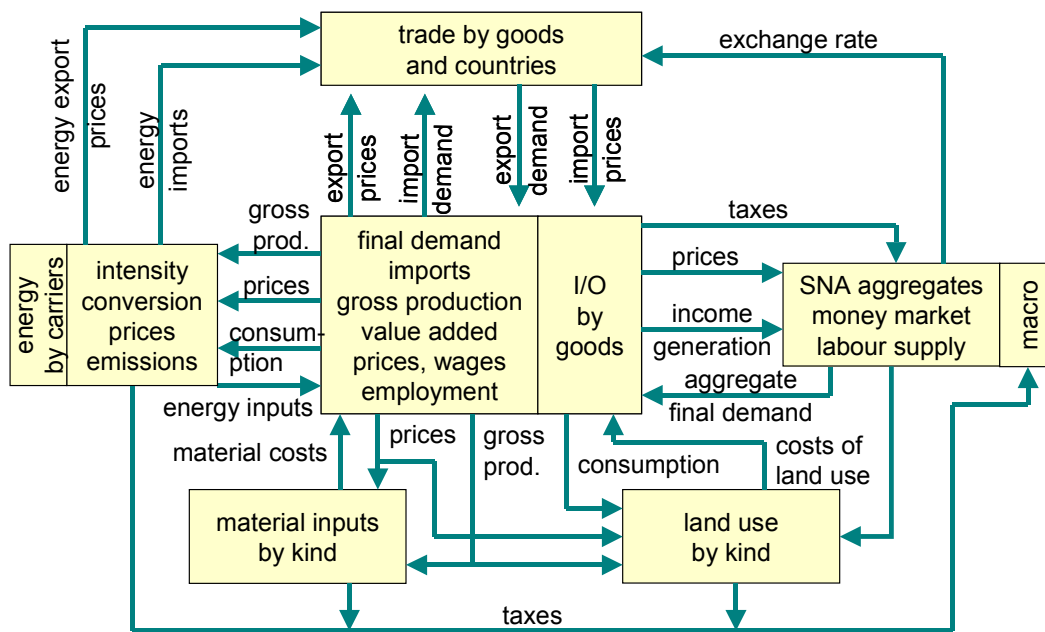 trade by goods
and countries
exchange rate
energy export
prices
energy
imports
export
prices
import
demand
export
demand
import
prices
gross
prod.
prices
consum-
ption
energy inputs
energy
by carriers
intensity
conversion
prices
emissions
final demand
imports
gross production
value added
prices, wages
employment
I/O
by
goods
taxes
prices
income
generation
aggregate
final demand
SNA aggregates
money market
labour supply
macro
material costs
prices
gross
prod.
consumption
costs of
land use
material inputs
by kind
land use
by kind
taxes